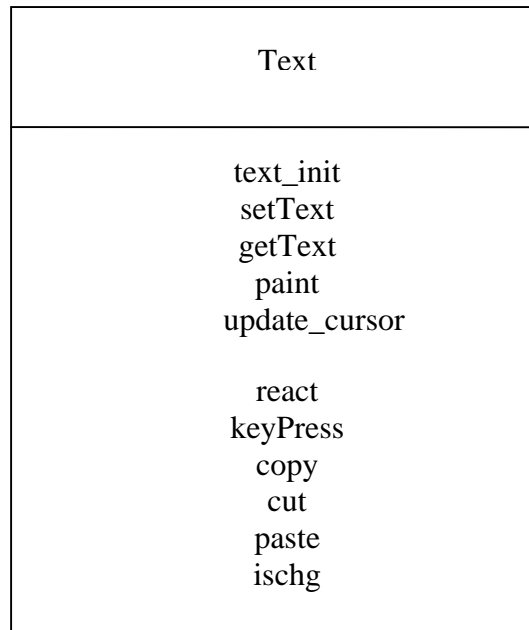 Text
text_init
setText
getText
paint
update_cursor
react
keyPress
copy
cut
paste
ischg